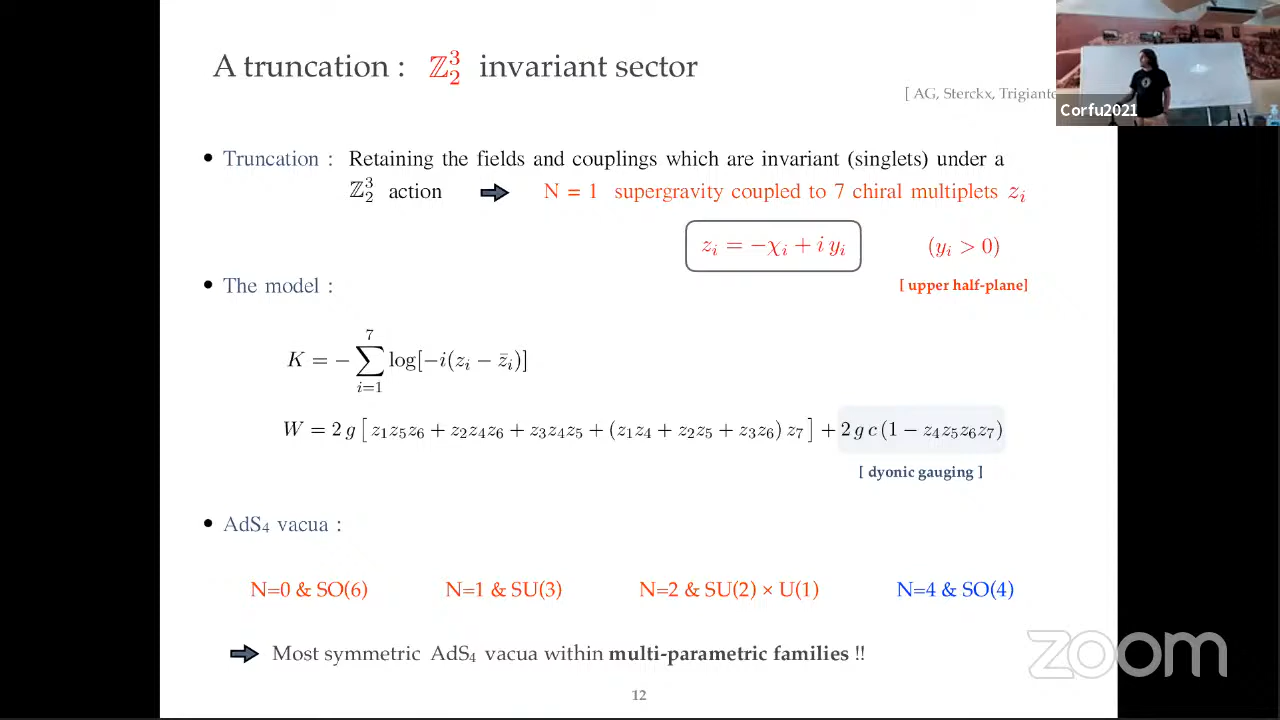 A truncation : ℤ₂³ invariant sector
[ AG, Sterckx, Trigiante
Corfu2021
• Truncation : Retaining the fields and couplings which are invariant (singlets) under a
ℤ₂³ action ➡ N = 1 supergravity coupled to 7 chiral multiplets zᵢ
zᵢ = −χᵢ + i yᵢ (yᵢ > 0)
[ upper half-plane]
• The model :
K = − ∑ᵢ₌₁⁷ log[−i(zᵢ − z̄ᵢ)]
W = 2 g [ z₁z₅z₆ + z₂z₄z₆ + z₃z₄z₅ + (z₁z₄ + z₂z₅ + z₃z₆) z₇ ] + 2 g c (1 − z₄z₅z₆z₇)
[ dyonic gauging ]
• AdS₄ vacua :
N=0 & SO(6) N=1 & SU(3) N=2 & SU(2) × U(1) N=4 & SO(4)
➡ Most symmetric AdS₄ vacua within multi-parametric families !!
zoom
12